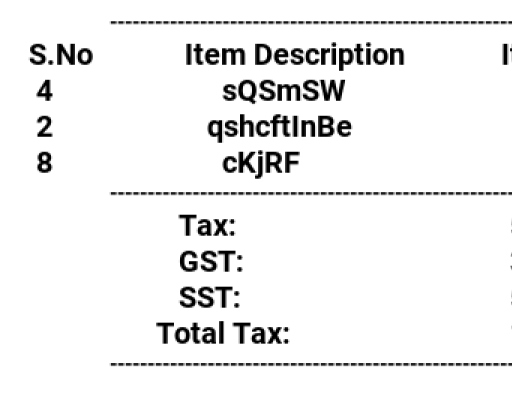 S.No Item Description
4 sQSmSW
2 qshcftInBe
8 cKjRF
Tax:
GST:
SST:
Total Tax: